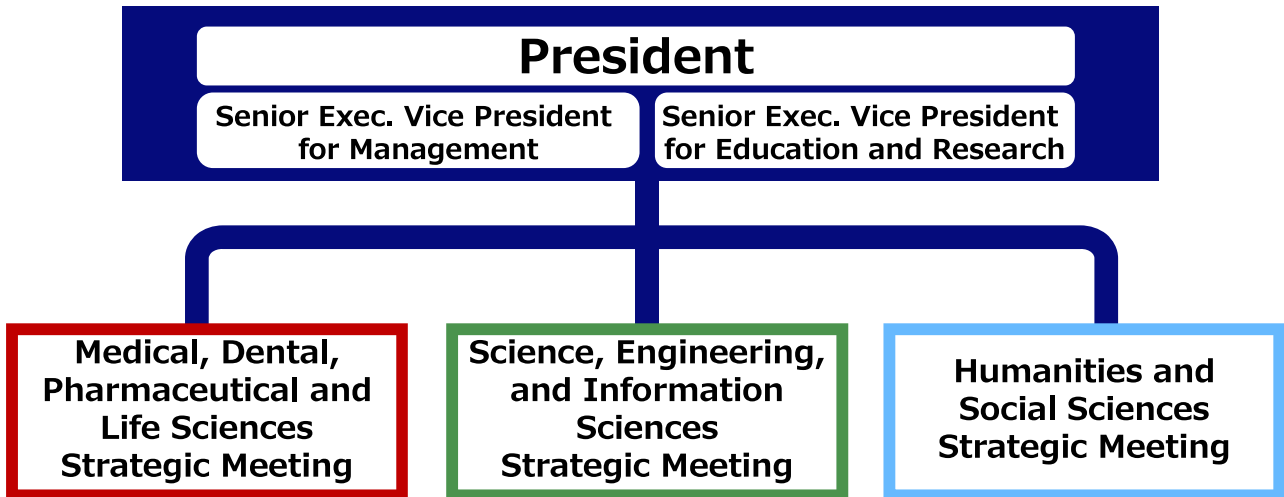 President
Senior Exec. Vice President
for Management
Senior Exec. Vice President
for Education and Research
Medical, Dental,
Pharmaceutical and
Life Sciences
Strategic Meeting
Science, Engineering,
and Information
Sciences
Strategic Meeting
Humanities and
Social Sciences
Strategic Meeting